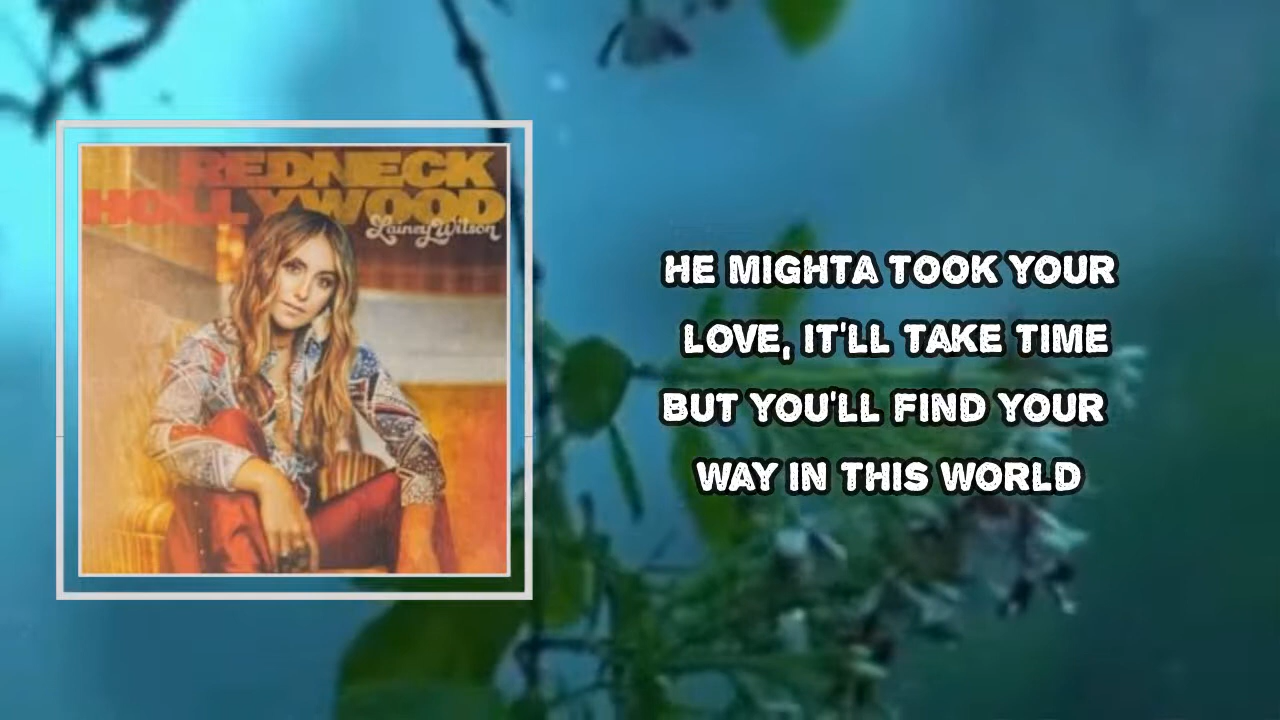 REDNECK
HOLLYWOOD
Lainey Wilson
HE MIGHTA TOOK YOUR
LOVE, IT'LL TAKE TIME
BUT YOU'LL FIND YOUR
WAY IN THIS WORLD